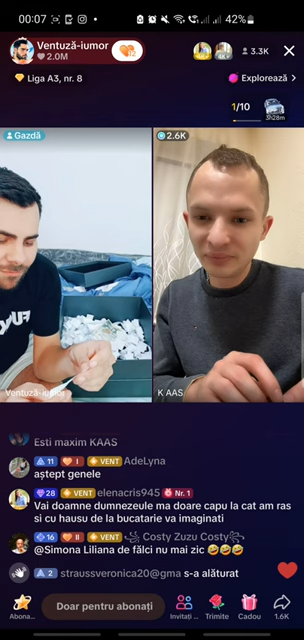 00:07
42%
Ventuză-iumor
2.0M
3.3K
Liga A3, nr. 8
Explorează
1/10
3h28m
Gazdă
2.6K
Ventuză-iumor
K AAS
Esti maxim KAAS
11 I VENT AdeLyna
aștept genele
28 VENT elenacris945 Nr. 1
Vai doamne dumnezeule ma doare capu la cat am ras si cu hausu de la bucatarie va imaginati
16 II VENT Costy Zuzu Costy
@Simona Liliana de fălci nu mai zic 🤣🤣🤣
2 straussveronica20@gma s-a alăturat
Abona...
Doar pentru abonați
Invitați ...
Trimite
Cadou
1.6K